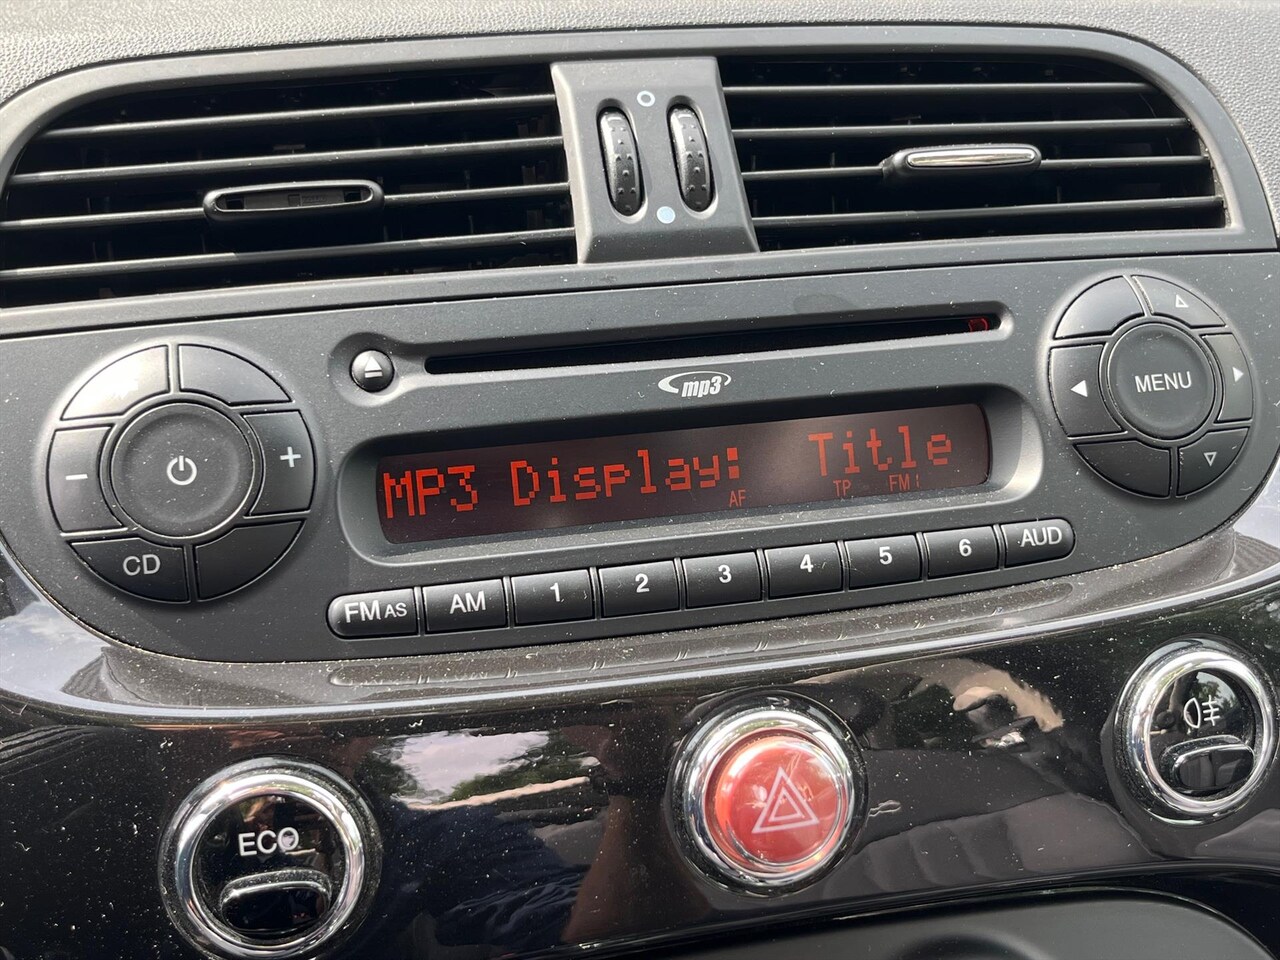 mp3
MENU
MP3 Display: Title
AF TP FM1
CD
FM AS AM 1 2 3 4 5 6 AUD
ECO